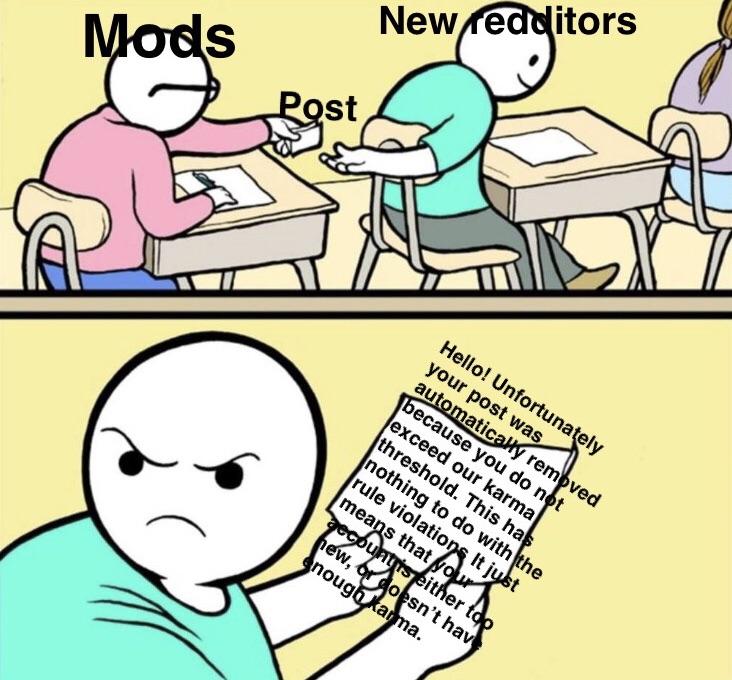 Mods
New redditors
Post
Hello! Unfortunately
your post was
automatically removed
because you do not
exceed our karma
threshold. This has
nothing to do with the
rule violations It just
means that your
account is either too
new, or doesn't have
enough karma.